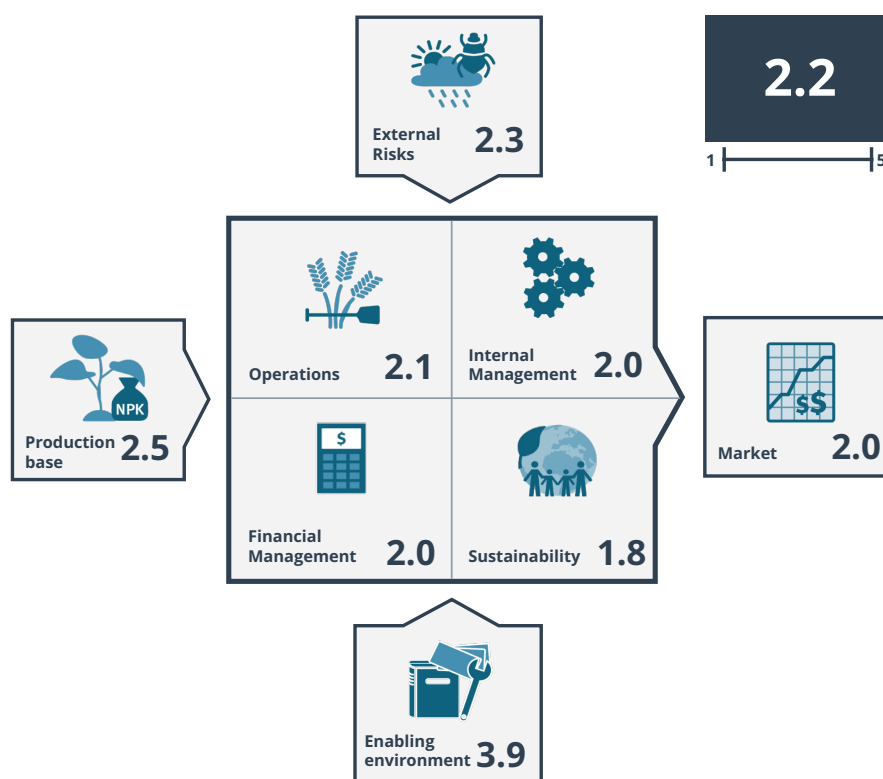 External
Risks
2.3
2.2
1
5
Operations
2.1
Internal
Management
2.0
NPK
Production
base
2.5
$
$$
Market
2.0
Financial
Management
2.0
Sustainability
1.8
Enabling
environment
3.9